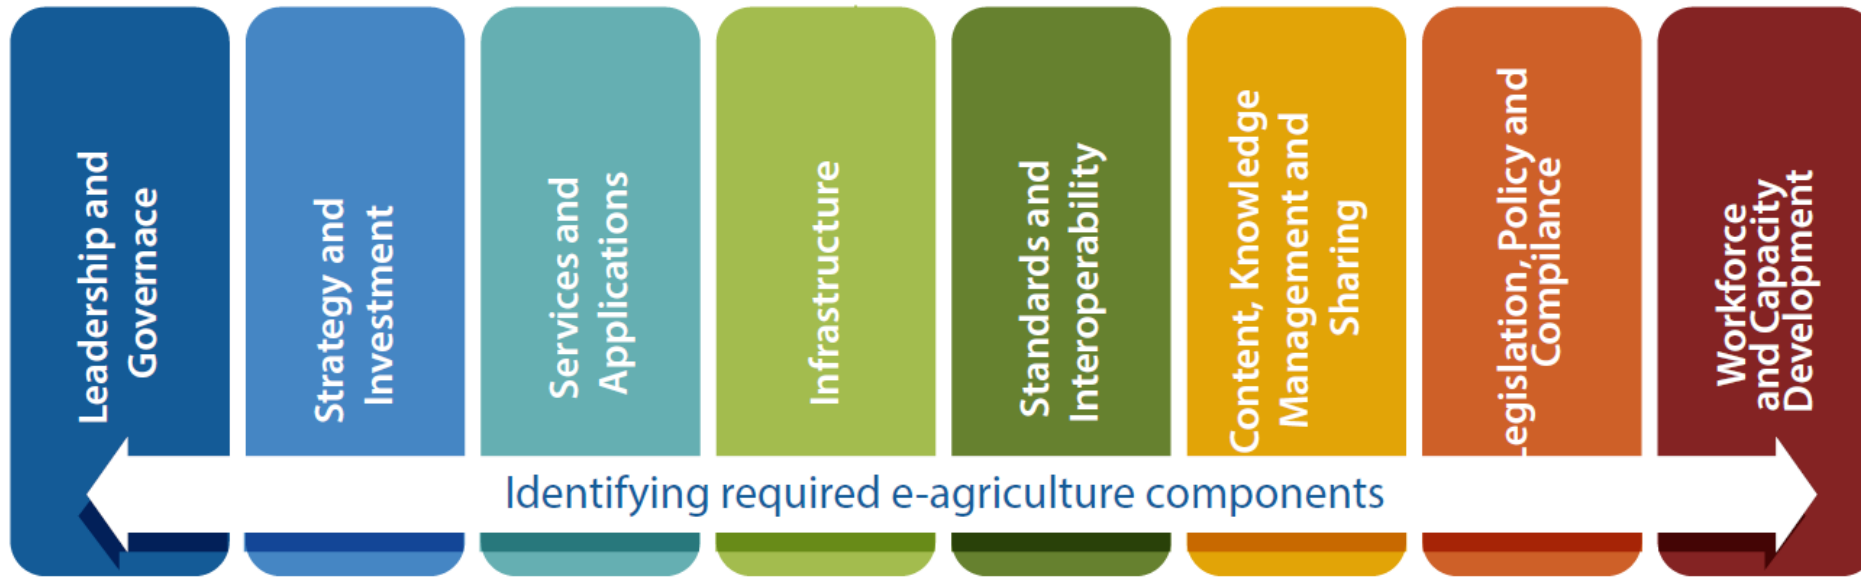 Leadership and
Governace
Strategy and
Investment
Services and
Applications
Infrastructure
Standards and
Interoperability
Content, Knowledge
Management and
Sharing
Legislation, Policy and
Compilance
Workforce
and Capacity
Development
Identifying required e-agriculture components